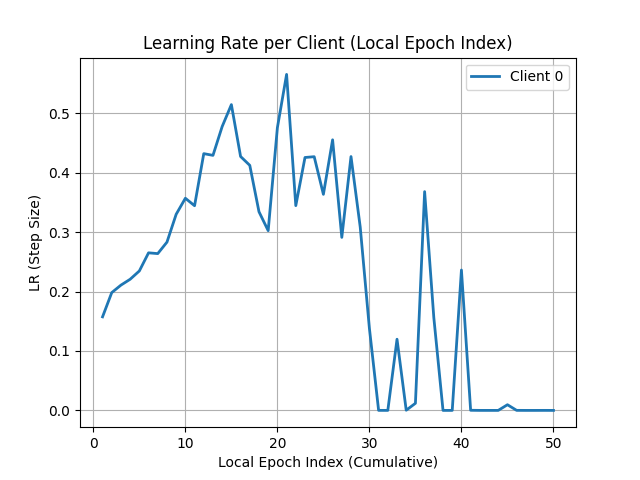 Learning Rate per Client (Local Epoch Index)
Client 0
LR (Step Size)
0.5
0.4
0.3
0.2
0.1
0.0
0 10 20 30 40 50
Local Epoch Index (Cumulative)